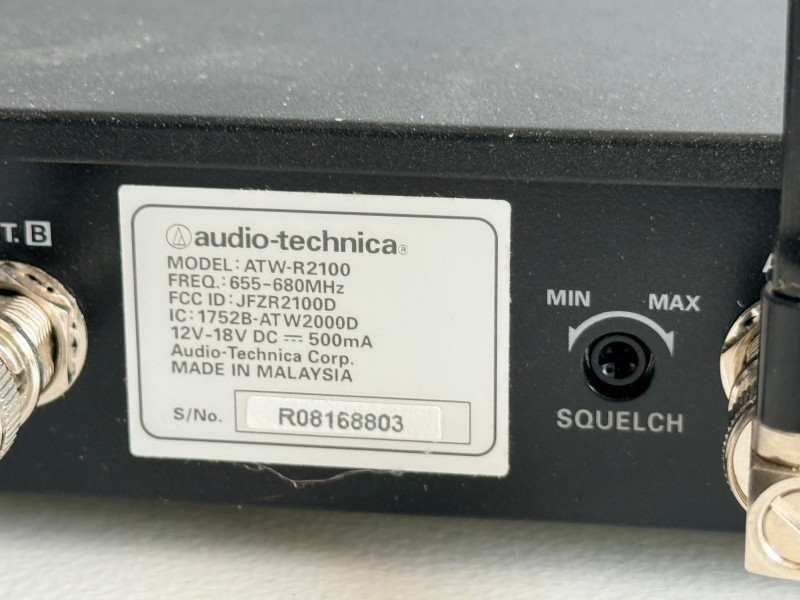 T. B
audio-technica®
MODEL: ATW-R2100
FREQ.: 655-680MHz
FCC ID: JFZR2100D
IC: 1752B-ATW2000D
12V-18V DC ⎓ 500mA
Audio-Technica Corp.
MADE IN MALAYSIA
S/No. R08168803
MIN MAX
SQUELCH
A